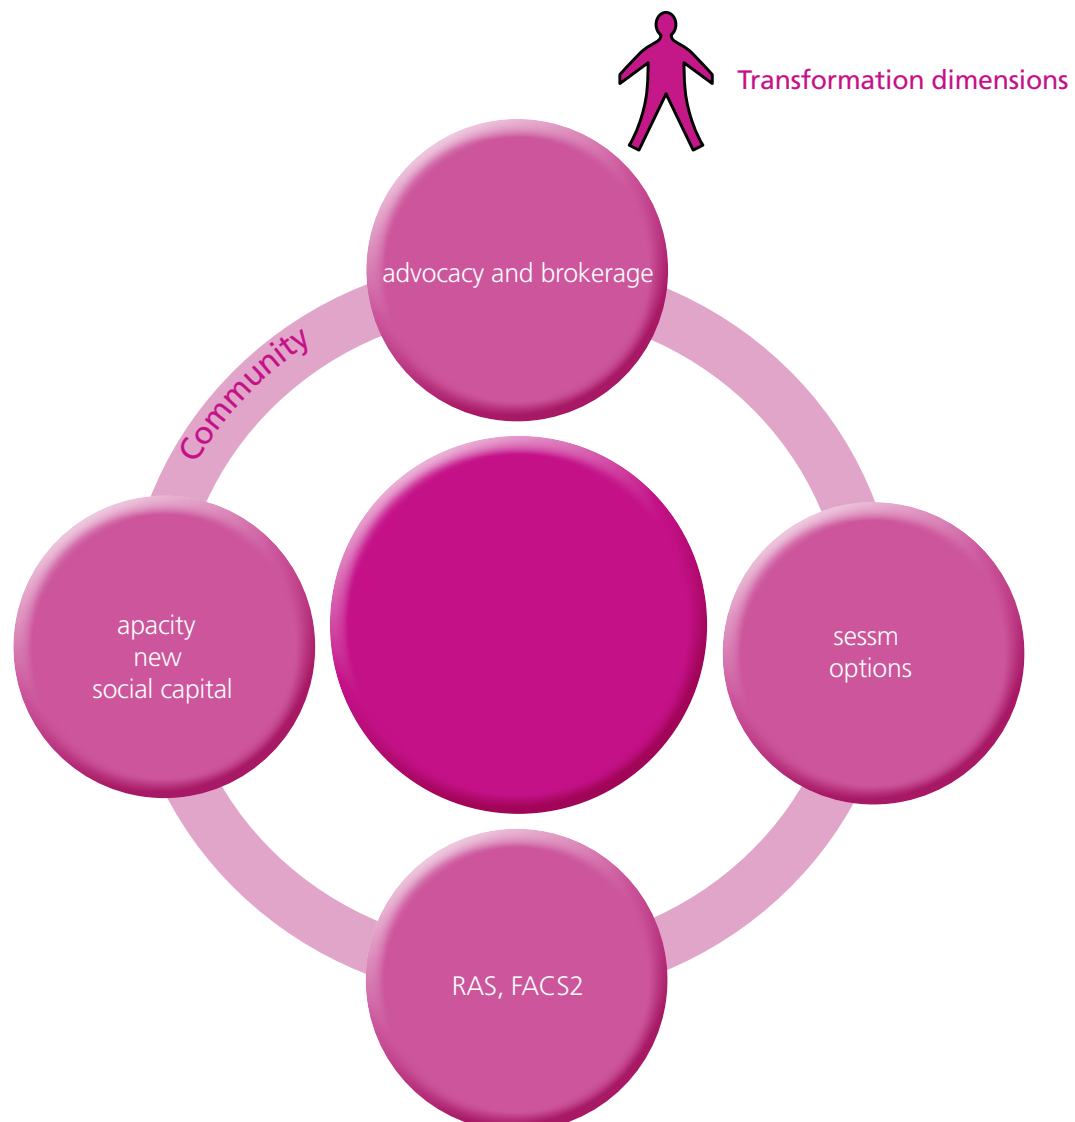 Transformation dimensions
advocacy and brokerage
Community
apacity
new
social capital
sessm
options
RAS, FACS2